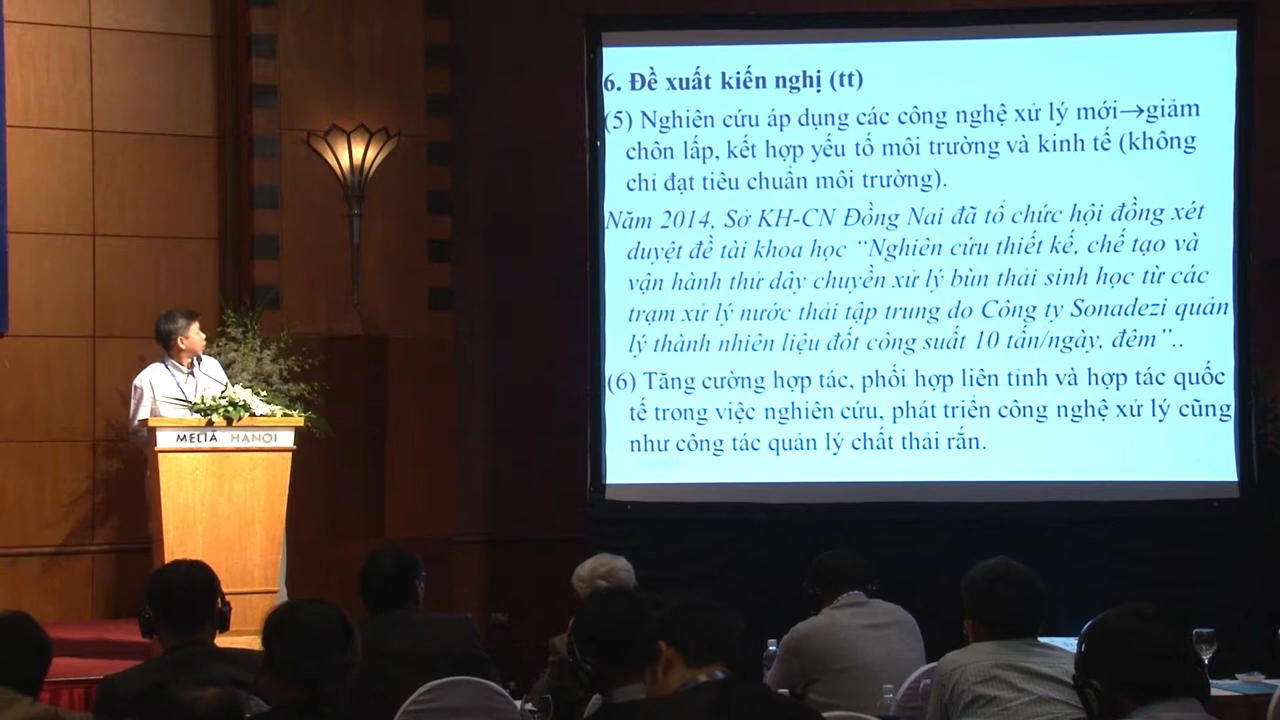 6. Đề xuất kiến nghị (tt)
(5) Nghiên cứu áp dụng các công nghệ xử lý mới→giảm
chôn lấp, kết hợp yếu tố môi trường và kinh tế (không
chỉ đạt tiêu chuẩn môi trường).
Năm 2014, Sở KH-CN Đồng Nai đã tổ chức hội đồng xét
duyệt đề tài khoa học “Nghiên cứu thiết kế, chế tạo và
vận hành thử dây chuyền xử lý bùn thải sinh học từ các
trạm xử lý nước thải tập trung do Công ty Sonadezi quản
lý thành nhiên liệu đốt công suất 10 tấn/ngày, đêm”..
(6) Tăng cường hợp tác, phối hợp liên tỉnh và hợp tác quốc
tế trong việc nghiên cứu, phát triển công nghệ xử lý cũng
như công tác quản lý chất thải rắn.
MELIÁ HANOI